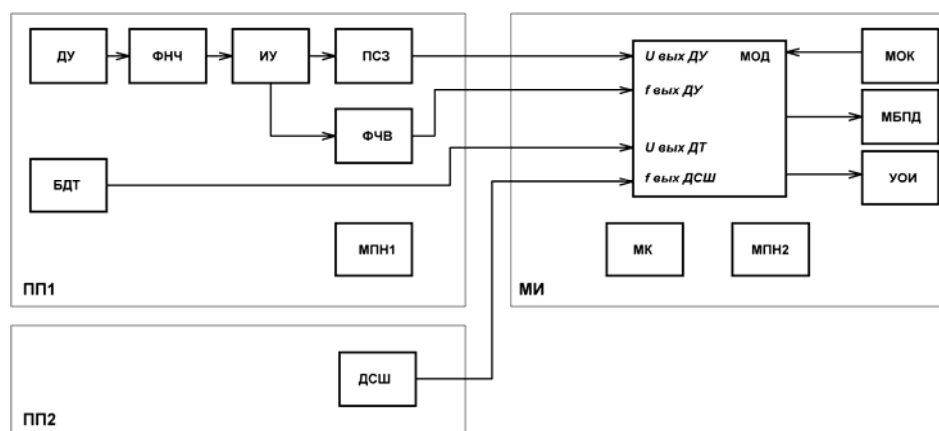 ДУ
ФНЧ
ИУ
ПСЗ
ФЧВ
БДТ
МПН1
ПП1
ДСШ
ПП2
U вых ДУ
МОД
f вых ДУ
U вых ДТ
f вых ДСШ
МОК
МБПД
УОИ
МК
МПН2
МИ